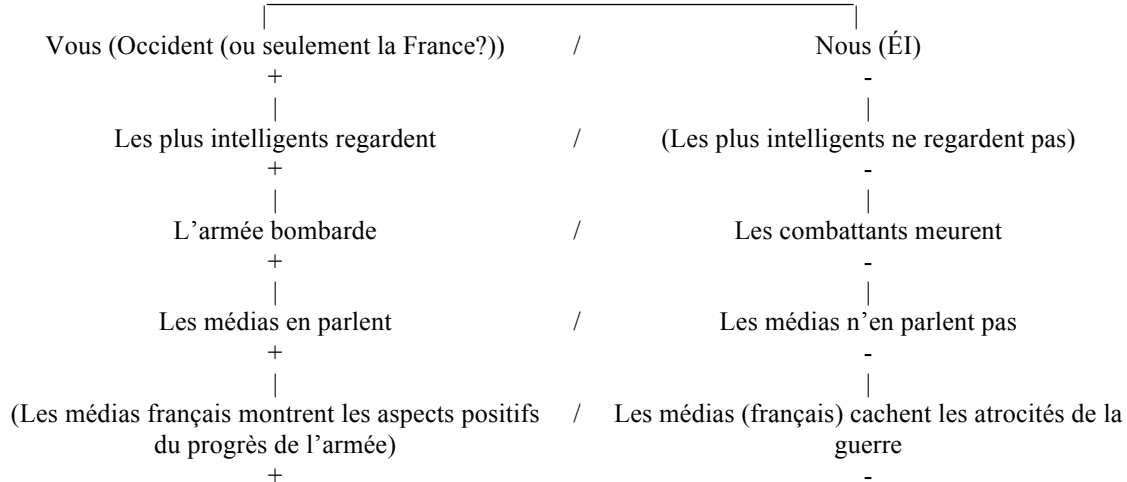 Vous (Occident (ou seulement la France?)) / Nous (ÉI)
+ -
| |
Les plus intelligents regardent / (Les plus intelligents ne regardent pas)
+ -
| |
L’armée bombarde / Les combattants meurent
+ -
| |
Les médias en parlent / Les médias n’en parlent pas
+ -
| |
(Les médias français montrent les aspects positifs / Les médias (français) cachent les atrocités de la
du progrès de l’armée) guerre
+ -